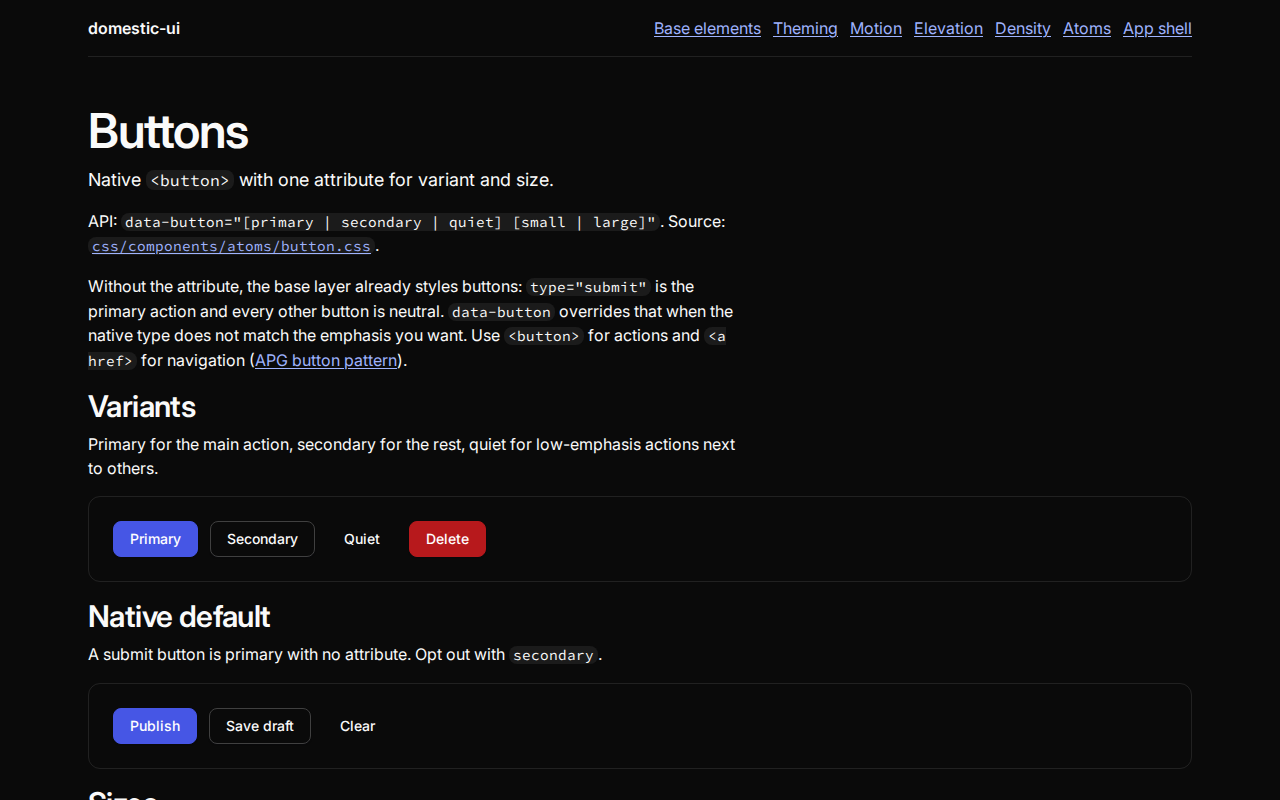 domestic-ui
Base elements Theming Motion Elevation Density Atoms App shell
Buttons
Native <button> with one attribute for variant and size.
API: data-button="[primary | secondary | quiet] [small | large]". Source:
css/components/atoms/button.css.
Without the attribute, the base layer already styles buttons: type="submit" is the
primary action and every other button is neutral. data-button overrides that when the
native type does not match the emphasis you want. Use <button> for actions and <a
href> for navigation (APG button pattern).
Variants
Primary for the main action, secondary for the rest, quiet for low-emphasis actions next
to others.
Primary Secondary Quiet Delete
Native default
A submit button is primary with no attribute. Opt out with secondary.
Publish Save draft Clear
Sizes